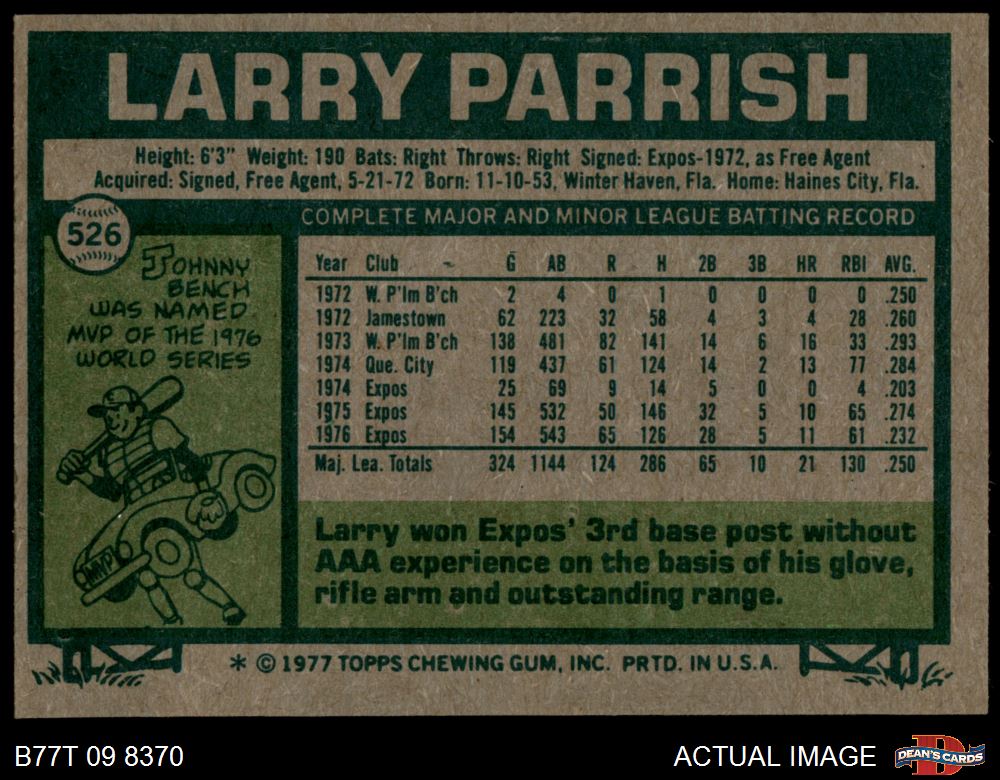 LARRY PARRISH
Height: 6'3" Weight: 190 Bats: Right Throws: Right Signed: Expos-1972, as Free Agent
Acquired: Signed, Free Agent, 5-21-72 Born: 11-10-53, Winter Haven, Fla. Home: Haines City, Fla.
526
JOHNNY
BENCH
WAS NAMED
MVP OF THE 1976
WORLD SERIES
MVP
COMPLETE MAJOR AND MINOR LEAGUE BATTING RECORD
Year Club G AB R H 2B 3B HR RBI AVG.
1972 W. P'lm B'ch 2 4 0 1 0 0 0 0 .250
1972 Jamestown 62 223 32 58 4 3 4 28 .260
1973 W. P'lm B'ch 138 481 82 141 14 6 16 33 .293
1974 Que. City 119 437 61 124 14 2 13 77 .284
1974 Expos 25 69 9 14 5 0 0 4 .203
1975 Expos 145 532 50 146 32 5 10 65 .274
1976 Expos 154 543 65 126 28 5 11 61 .232
Maj. Lea. Totals 324 1144 124 286 65 10 21 130 .250
Larry won Expos' 3rd base post without
AAA experience on the basis of his glove,
rifle arm and outstanding range.
* © 1977 TOPPS CHEWING GUM, INC. PRTD. IN U.S.A.
B77T 09 8370
ACTUAL IMAGE
D
DEAN'S CARDS